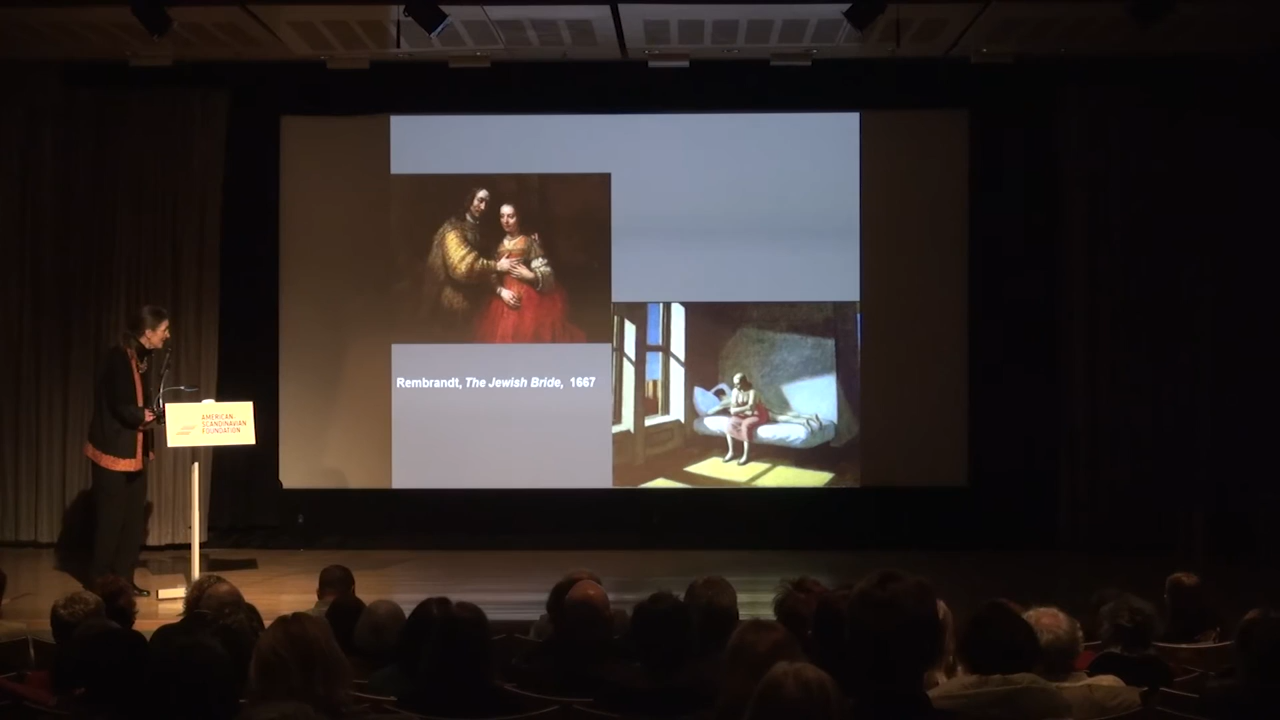 Rembrandt, The Jewish Bride, 1667
AMERICAN-
SCANDINAVIAN
FOUNDATION